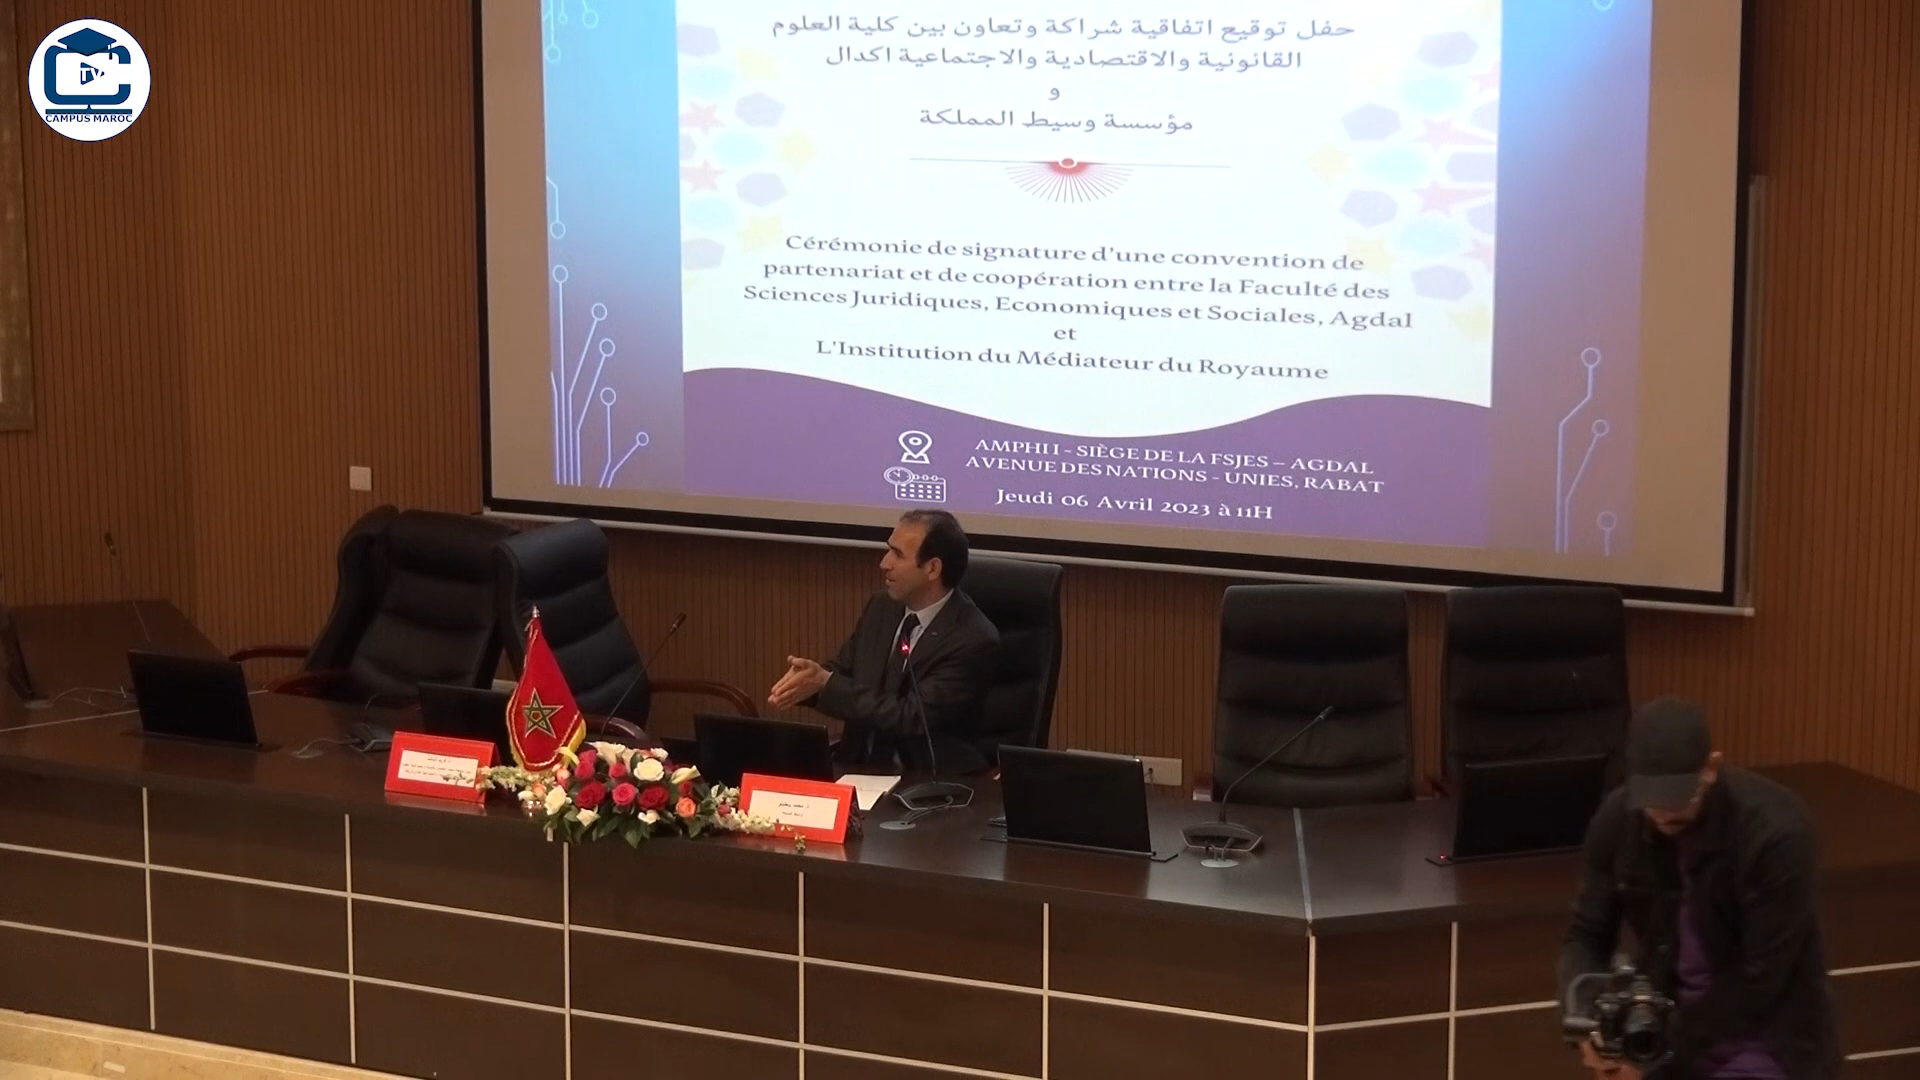 TV
CAMPUS MAROC
حفل توقيع اتفاقية شراكة وتعاون بين كلية العلوم
القانونية والاقتصادية والاجتماعية اكدال
و
مؤسسة وسيط المملكة
Cérémonie de signature d'une convention de
partenariat et de coopération entre la Faculté des
Sciences Juridiques, Economiques et Sociales, Agdal
et
L'Institution du Médiateur du Royaume
AMPHI I - SIÈGE DE LA FSJES – AGDAL
AVENUE DES NATIONS - UNIES, RABAT
Jeudi 06 Avril 2023 à 11H